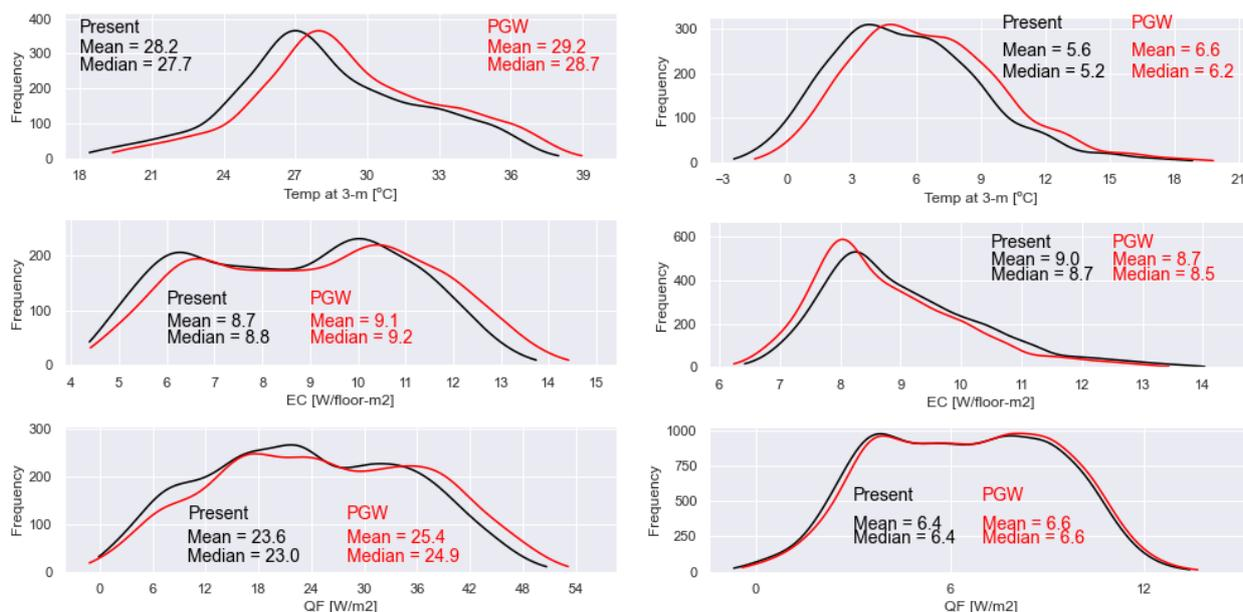 400
300
200
100
0
Frequency
Present
Mean = 28.2
Median = 27.7
PGW
Mean = 29.2
Median = 28.7
18 21 24 27 30 33 36 39
Temp at 3-m [°C]
300
200
100
0
Frequency
Present
Mean = 5.6
Median = 5.2
PGW
Mean = 6.6
Median = 6.2
−3 0 3 6 9 12 15 18 21
Temp at 3-m [°C]
200
100
0
Frequency
Present
Mean = 8.7
Median = 8.8
PGW
Mean = 9.1
Median = 9.2
4 5 6 7 8 9 10 11 12 13 14 15
EC [W/floor-m2]
600
400
200
0
Frequency
Present
Mean = 9.0
Median = 8.7
PGW
Mean = 8.7
Median = 8.5
6 7 8 9 10 11 12 13 14
EC [W/floor-m2]
300
200
100
0
Frequency
Present
Mean = 23.6
Median = 23.0
PGW
Mean = 25.4
Median = 24.9
0 6 12 18 24 30 36 42 48 54
QF [W/m2]
1000
750
500
250
0
Frequency
Present
Mean = 6.4
Median = 6.4
PGW
Mean = 6.6
Median = 6.6
0 6 12
QF [W/m2]